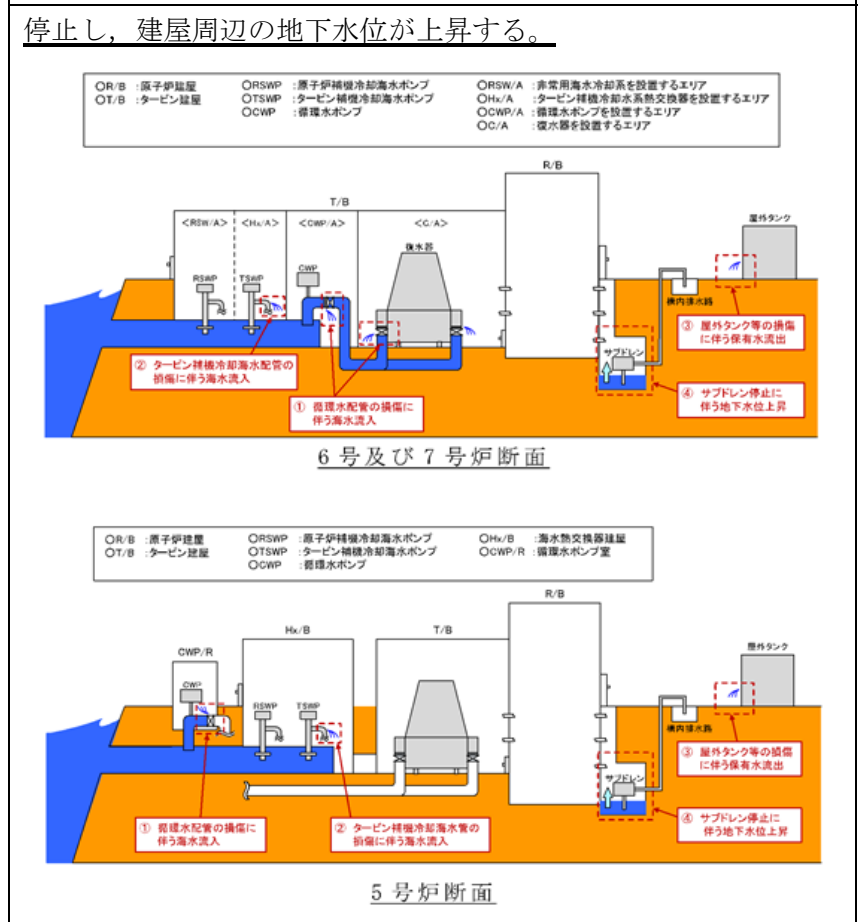 停止し，建屋周辺の地下水位が上昇する。
○R/B ：原子炉建屋
○T/B ：タービン建屋
○RSWP ：原子炉補機冷却海水ポンプ
○TSWP ：タービン補機冷却海水ポンプ
○CWP ：循環水ポンプ
○RSW/A ：非常用海水冷却系を設置するエリア
○Hx/A ：タービン補機冷却水系熱交換器を設置するエリア
○CWP/A ：循環水ポンプを設置するエリア
○C/A ：復水器を設置するエリア
R/B
T/B
＜RSW/A＞ ＜Hx/A＞ ＜CWP/A＞ ＜C/A＞
屋外タンク
復水器
RSWP TSWP CWP
構内排水路
③ 屋外タンク等の損傷
に伴う保有水流出
サブドレン
② タービン補機冷却海水配管の
損傷に伴う海水流入
① 循環水配管の損傷に
伴う海水流入
④ サブドレン停止に
伴う地下水位上昇
6号及び7号炉断面
○R/B ：原子炉建屋
○T/B ：タービン建屋
○RSWP ：原子炉補機冷却海水ポンプ
○TSWP ：タービン補機冷却海水ポンプ
○CWP ：循環水ポンプ
○Hx/B ：海水熱交換器建屋
○CWP/R ：循環水ポンプ室
R/B
Hx/B
T/B
CWP/R
屋外タンク
CWP
RSWP TSWP
構内排水路
③ 屋外タンク等の損傷
に伴う保有水流出
サブドレン
① 循環水配管の損傷に
伴う海水流入
② タービン補機冷却海水管の
損傷に伴う海水流入
④ サブドレン停止に
伴う地下水位上昇
5号炉断面